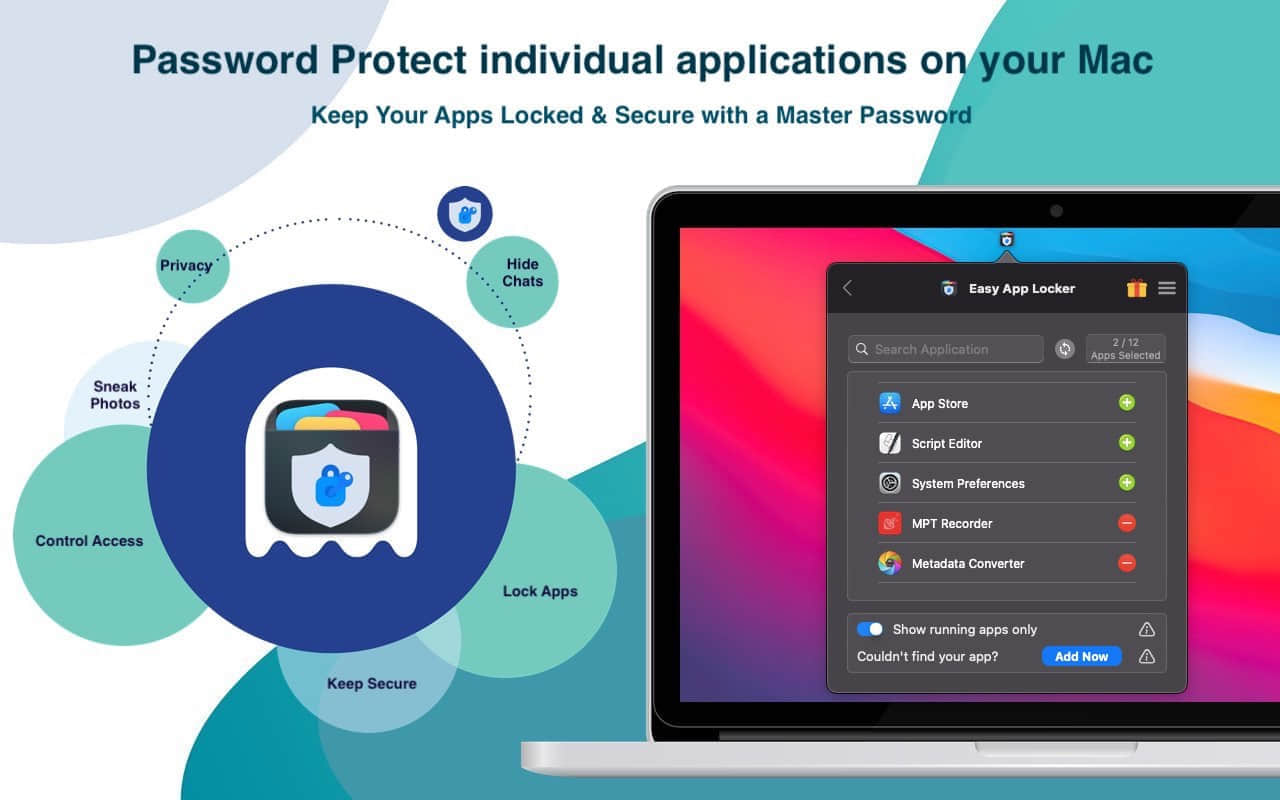 Password Protect individual applications on your Mac
Keep Your Apps Locked & Secure with a Master Password
Privacy
Hide
Chats
Sneak
Photos
Control Access
Lock Apps
Keep Secure
Easy App Locker
Search Application
2 / 12
Apps Selected
App Store
Script Editor
System Preferences
MPT Recorder
Metadata Converter
Show running apps only
Couldn't find your app?
Add Now